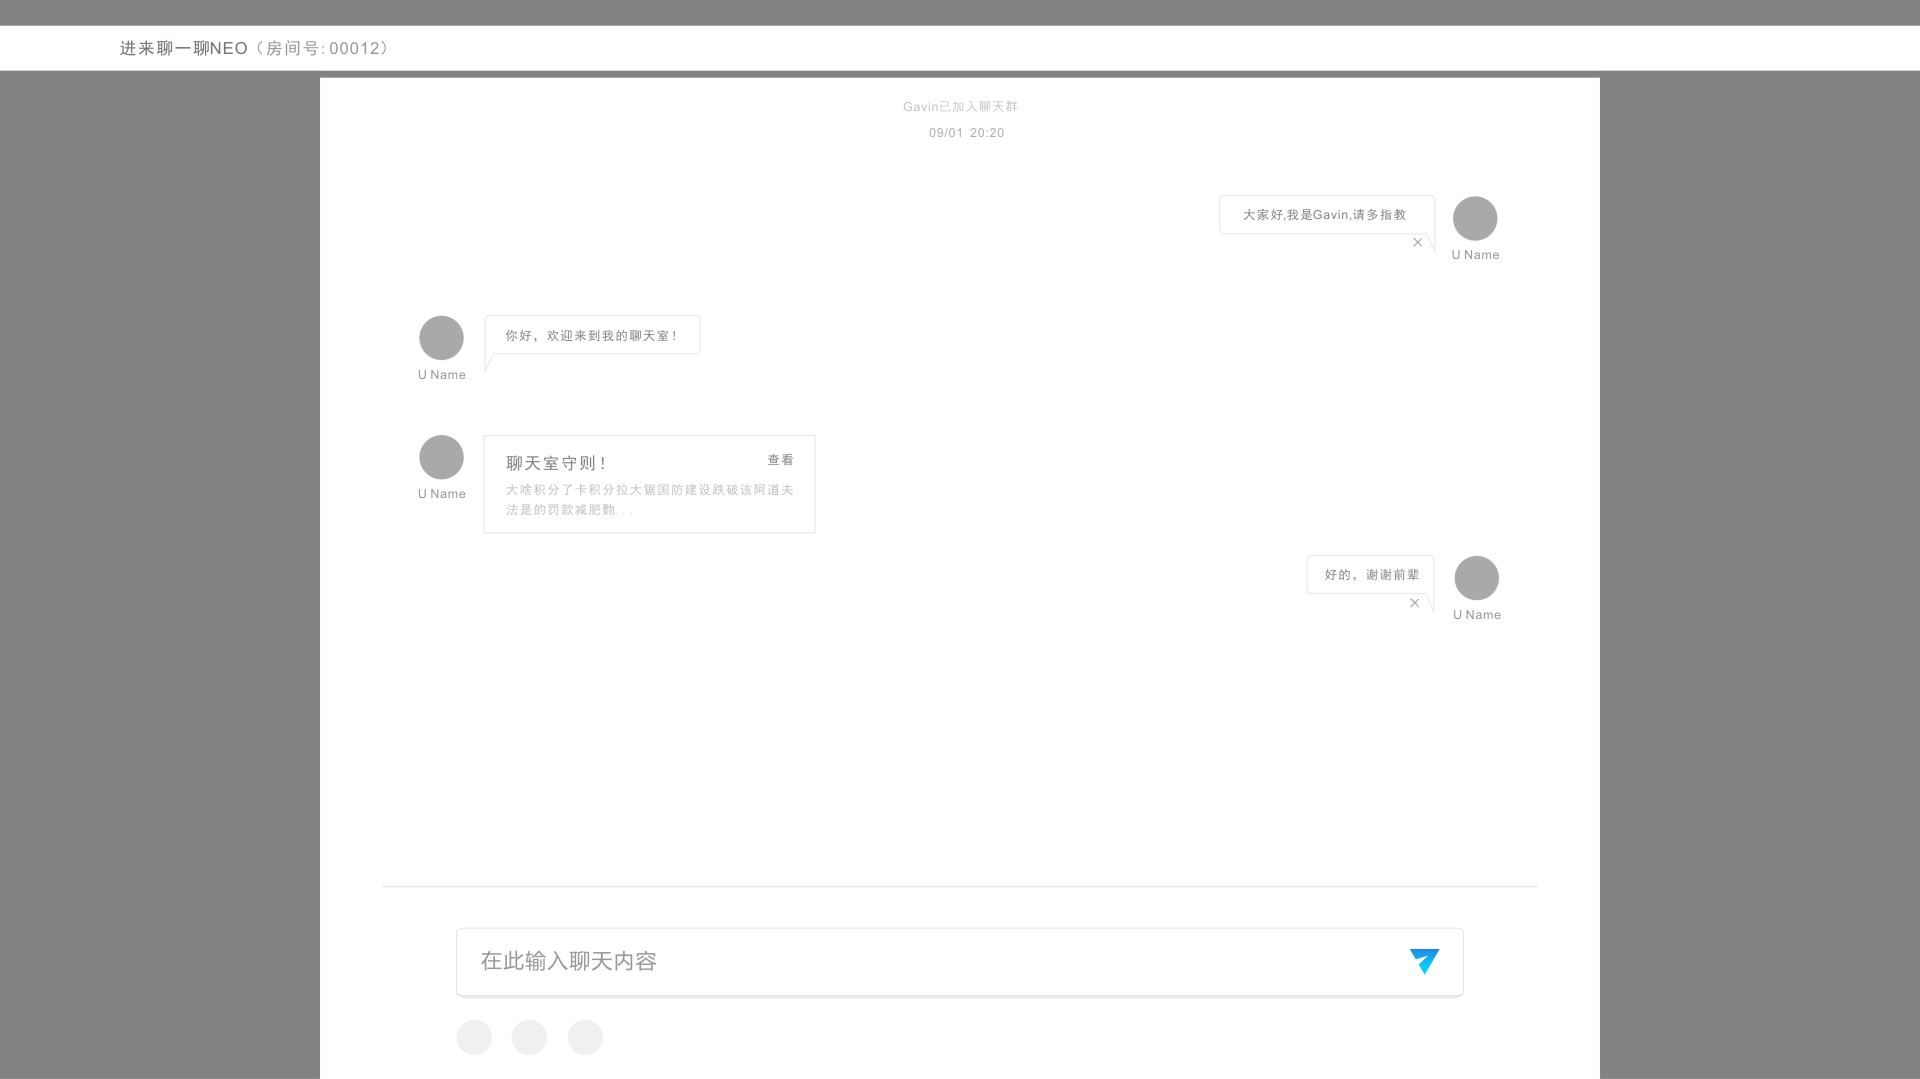 进来聊一聊NEO（房间号:00012）
Gavin已加入聊天群
09/01 20:20
大家好,我是Gavin,请多指教
U Name
你好，欢迎来到我的聊天室！
U Name
聊天室守则！
查看
大啥积分了卡积分拉大锯国防建设跌破该阿道夫
法是的罚款减肥...
U Name
好的，谢谢前辈
U Name
在此输入聊天内容